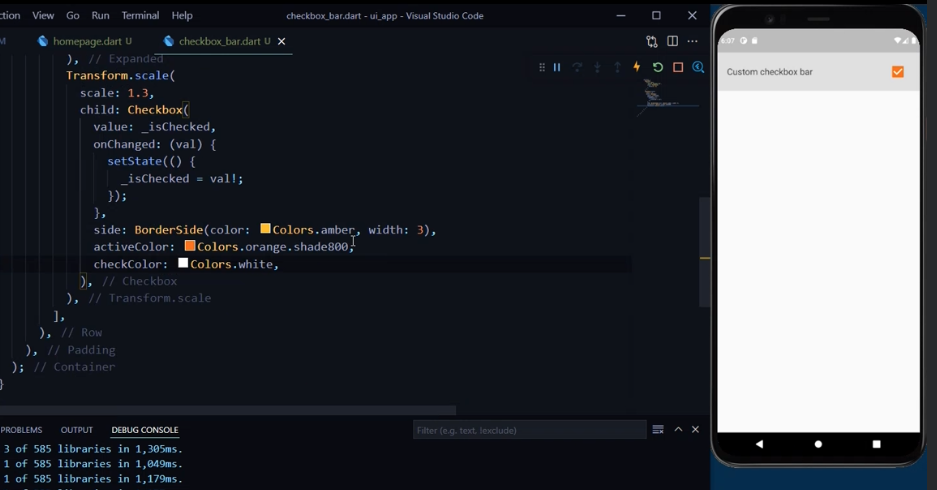 ction View Go Run Terminal Help checkbox_bar.dart - ui_app - Visual Studio Code
M homepage.dart U checkbox_bar.dart U
), // Expanded
Transform.scale(
scale: 1.3,
child: Checkbox(
value: _isChecked,
onChanged: (val) {
setState(() {
_isChecked = val!;
});
},
side: BorderSide(color: Colors.amber, width: 3),
activeColor: Colors.orange.shade800,
checkColor: Colors.white,
), // Checkbox
), // Transform.scale
],
), // Row
), // Padding
); // Container
}
PROBLEMS OUTPUT DEBUG CONSOLE Filter (e.g. text, !exclude)
3 of 585 libraries in 1,305ms.
1 of 585 libraries in 1,049ms.
1 of 585 libraries in 1,179ms.
Custom checkbox bar